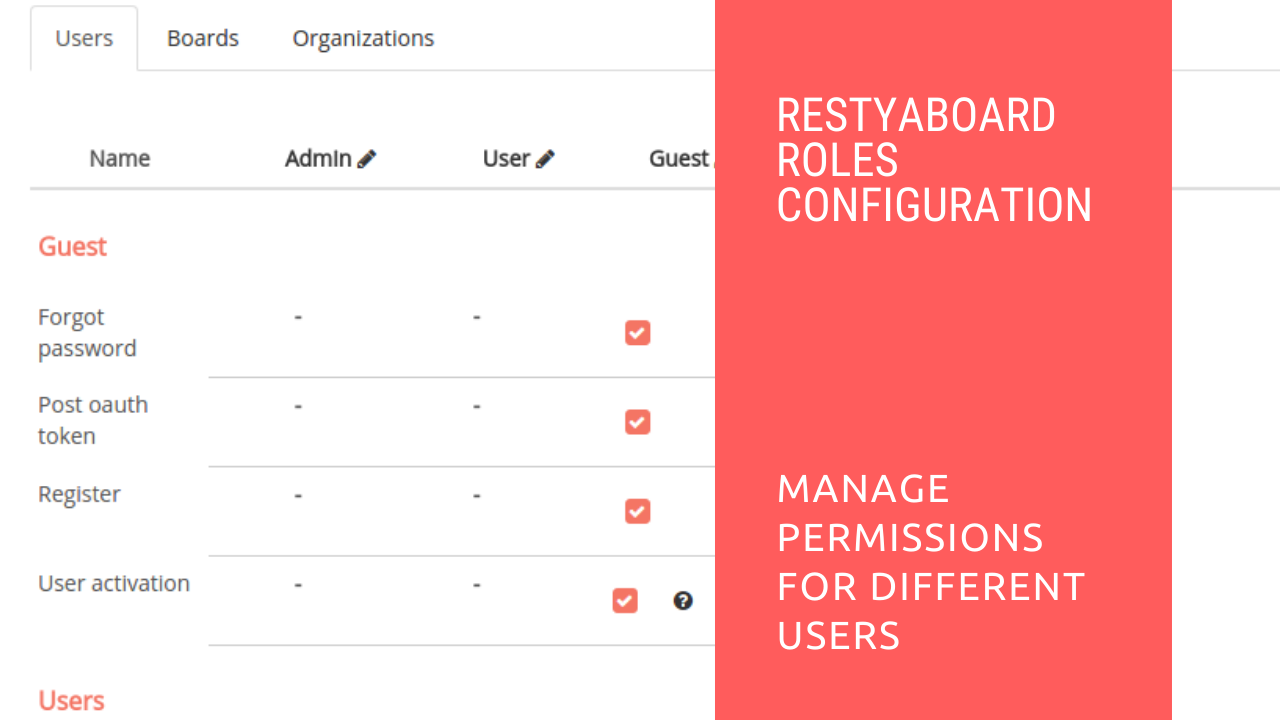 Users Boards Organizations
Name Admin User Guest
Guest
Forgot
password - -
Post oauth
token - -
Register - -
User activation - -
Users
RESTYABOARD
ROLES
CONFIGURATION
MANAGE
PERMISSIONS
FOR DIFFERENT
USERS